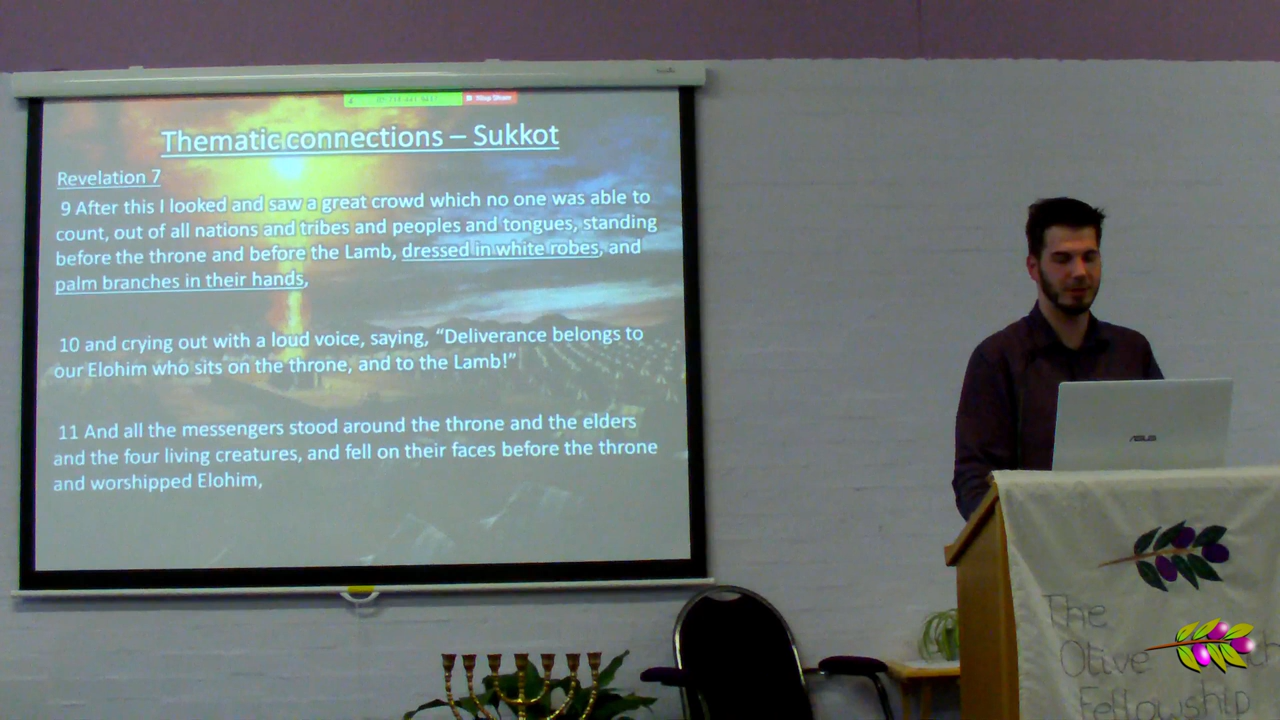 Stop Share
Thematic connections – Sukkot
Revelation 7
9 After this I looked and saw a great crowd which no one was able to
count, out of all nations and tribes and peoples and tongues, standing
before the throne and before the Lamb, dressed in white robes, and
palm branches in their hands,
10 and crying out with a loud voice, saying, “Deliverance belongs to
our Elohim who sits on the throne, and to the Lamb!”
11 And all the messengers stood around the throne and the elders
and the four living creatures, and fell on their faces before the throne
and worshipped Elohim,
ASUS
The
Olive
Fellowship